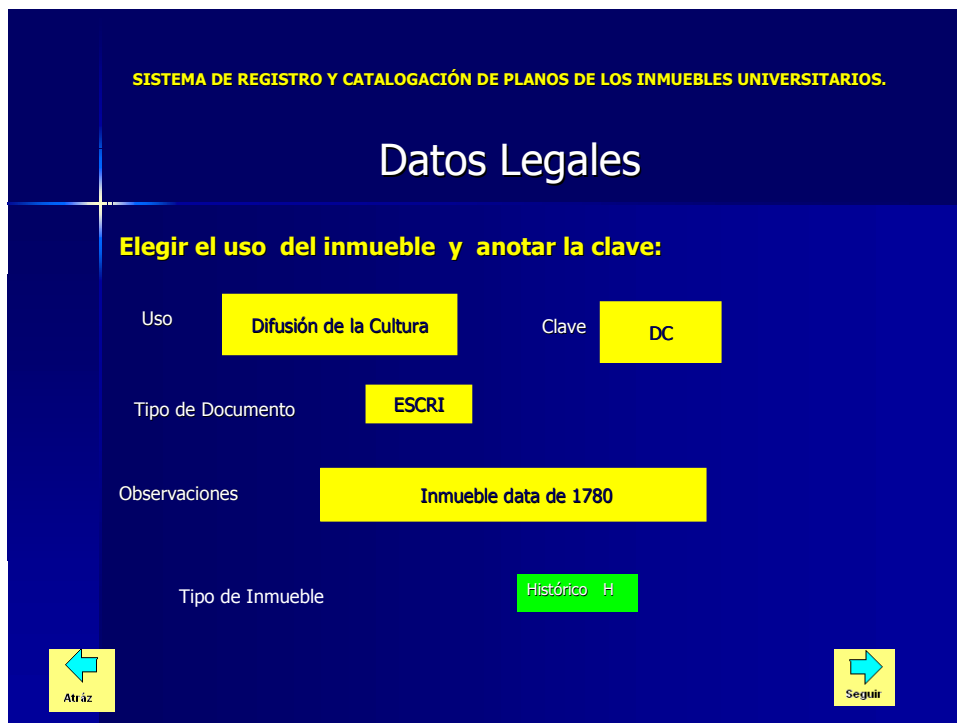 SISTEMA DE REGISTRO Y CATALOGACIÓN DE PLANOS DE LOS INMUEBLES UNIVERSITARIOS.
Datos Legales
Elegir el uso del inmueble y anotar la clave:
Uso
Difusión de la Cultura
Clave
DC
Tipo de Documento
ESCRI
Observaciones
Inmueble data de 1780
Tipo de Inmueble
Histórico H
Atráz
Seguir